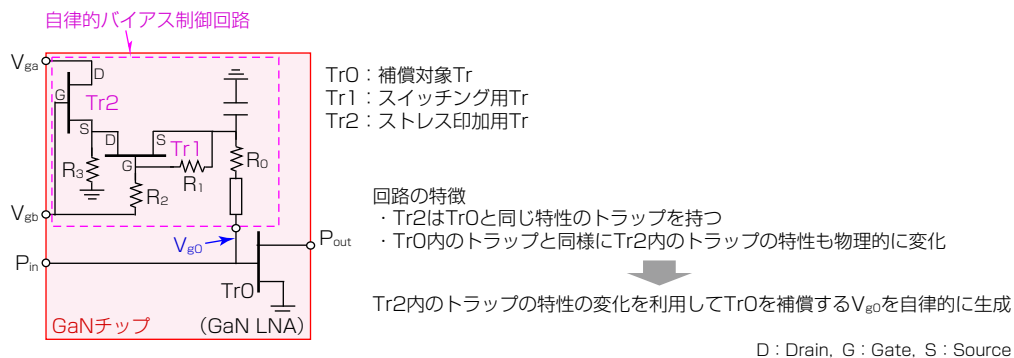 自律的バイアス制御回路
Vga
D
G
Tr2
S
D
S
Tr1
G
R3
R1
R0
R2
Vgb
Vg0
Pout
Pin
Tr0
GaNチップ
(GaN LNA)
Tr0:補償対象Tr
Tr1:スイッチング用Tr
Tr2:ストレス印加用Tr
回路の特徴
・Tr2はTr0と同じ特性のトラップを持つ
・Tr0内のトラップと同様にTr2内のトラップの特性も物理的に変化
Tr2内のトラップの特性の変化を利用してTr0を補償するVg0を自律的に生成
D:Drain, G:Gate, S:Source